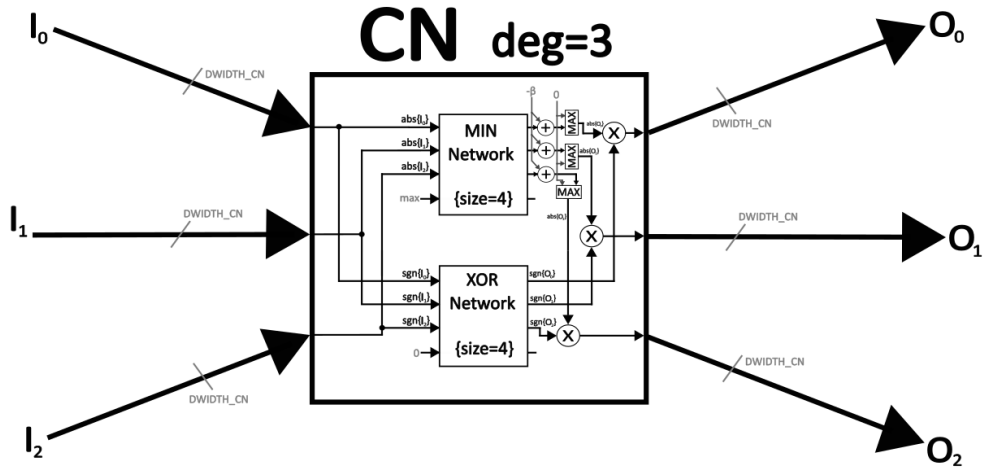 CN deg=3
I₀
O₀
DWIDTH_CN
DWIDTH_CN
-β
0
abs{I₀}
MIN
Network
{size=4}
MAX
abs{O₀}
X
abs{I₁}
+
+
+
MAX
abs{O₁}
abs{I₂}
MAX
max
abs{O₂}
I₁
DWIDTH_CN
DWIDTH_CN
O₁
X
sgn{I₀}
XOR
Network
{size=4}
sgn{O₀}
sgn{I₁}
sgn{O₁}
sgn{I₂}
sgn{O₂}
X
0
DWIDTH_CN
DWIDTH_CN
I₂
O₂